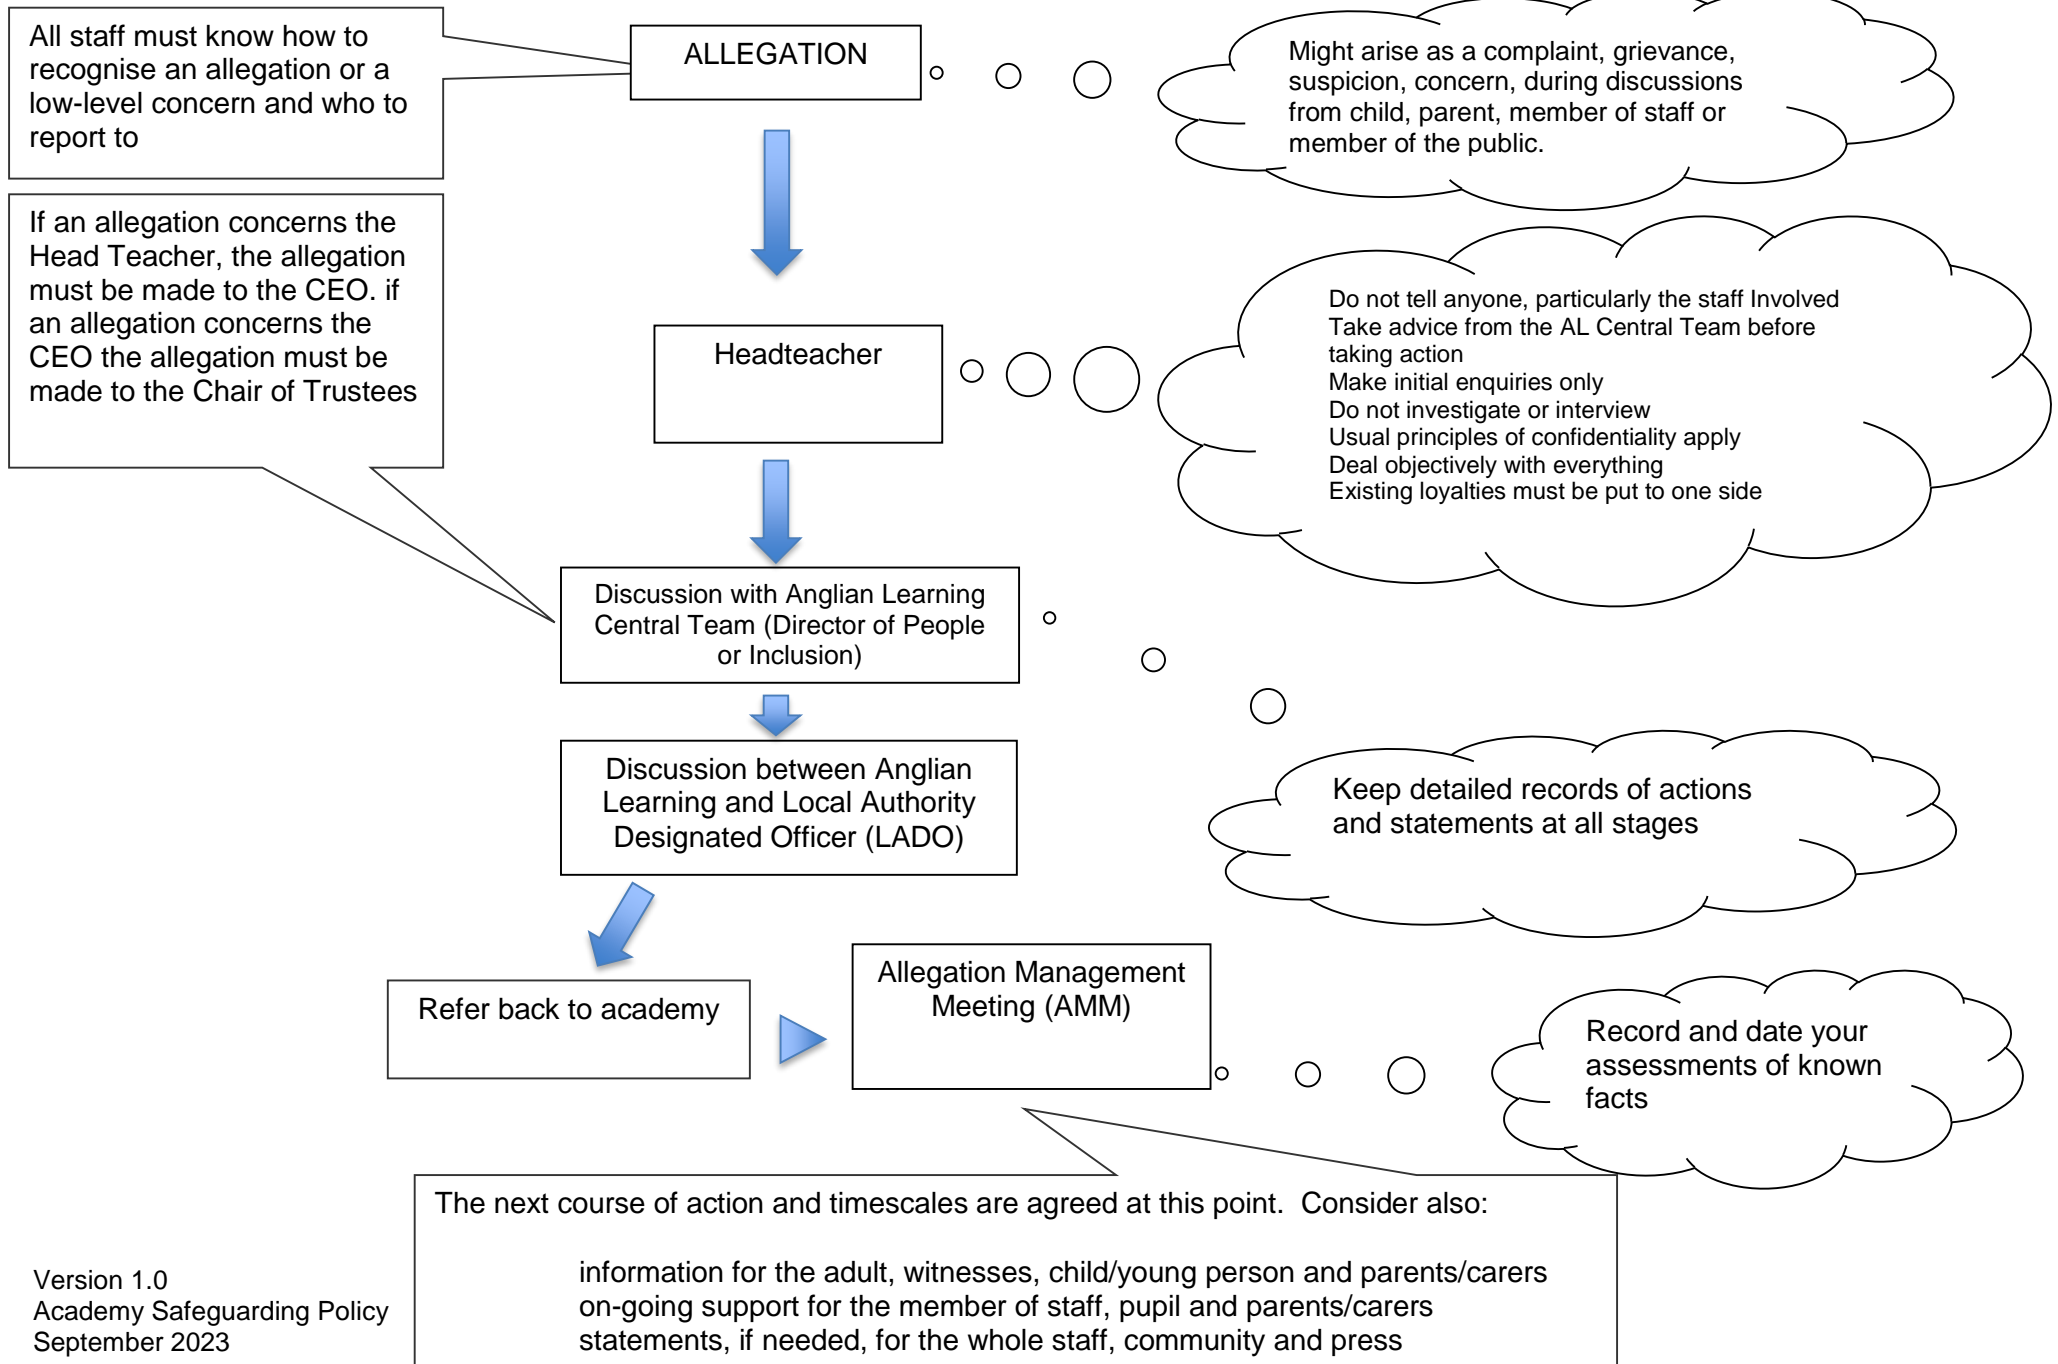 All staff must know how to
recognise an allegation or a
low-level concern and who to
report to
ALLEGATION
Might arise as a complaint, grievance,
suspicion, concern, during discussions
from child, parent, member of staff or
member of the public.
If an allegation concerns the
Head Teacher, the allegation
must be made to the CEO. if
an allegation concerns the
CEO the allegation must be
made to the Chair of Trustees
Headteacher
Do not tell anyone, particularly the staff Involved
Take advice from the AL Central Team before
taking action
Make initial enquiries only
Do not investigate or interview
Usual principles of confidentiality apply
Deal objectively with everything
Existing loyalties must be put to one side
Discussion with Anglian Learning
Central Team (Director of People
or Inclusion)
Discussion between Anglian
Learning and Local Authority
Designated Officer (LADO)
Keep detailed records of actions
and statements at all stages
Refer back to academy
Allegation Management
Meeting (AMM)
Record and date your
assessments of known
facts
The next course of action and timescales are agreed at this point.  Consider also:
information for the adult, witnesses, child/young person and parents/carers
on-going support for the member of staff, pupil and parents/carers
statements, if needed, for the whole staff, community and press
Version 1.0
Academy Safeguarding Policy
September 2023